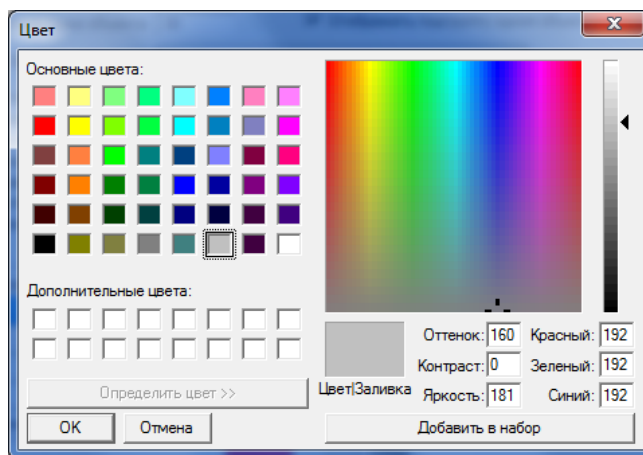 Цвет
Основные цвета:
Дополнительные цвета:
Определить цвет >>
OK
Отмена
Цвет|Заливка
Оттенок: 160
Контраст: 0
Яркость: 181
Красный: 192
Зеленый: 192
Синий: 192
Добавить в набор